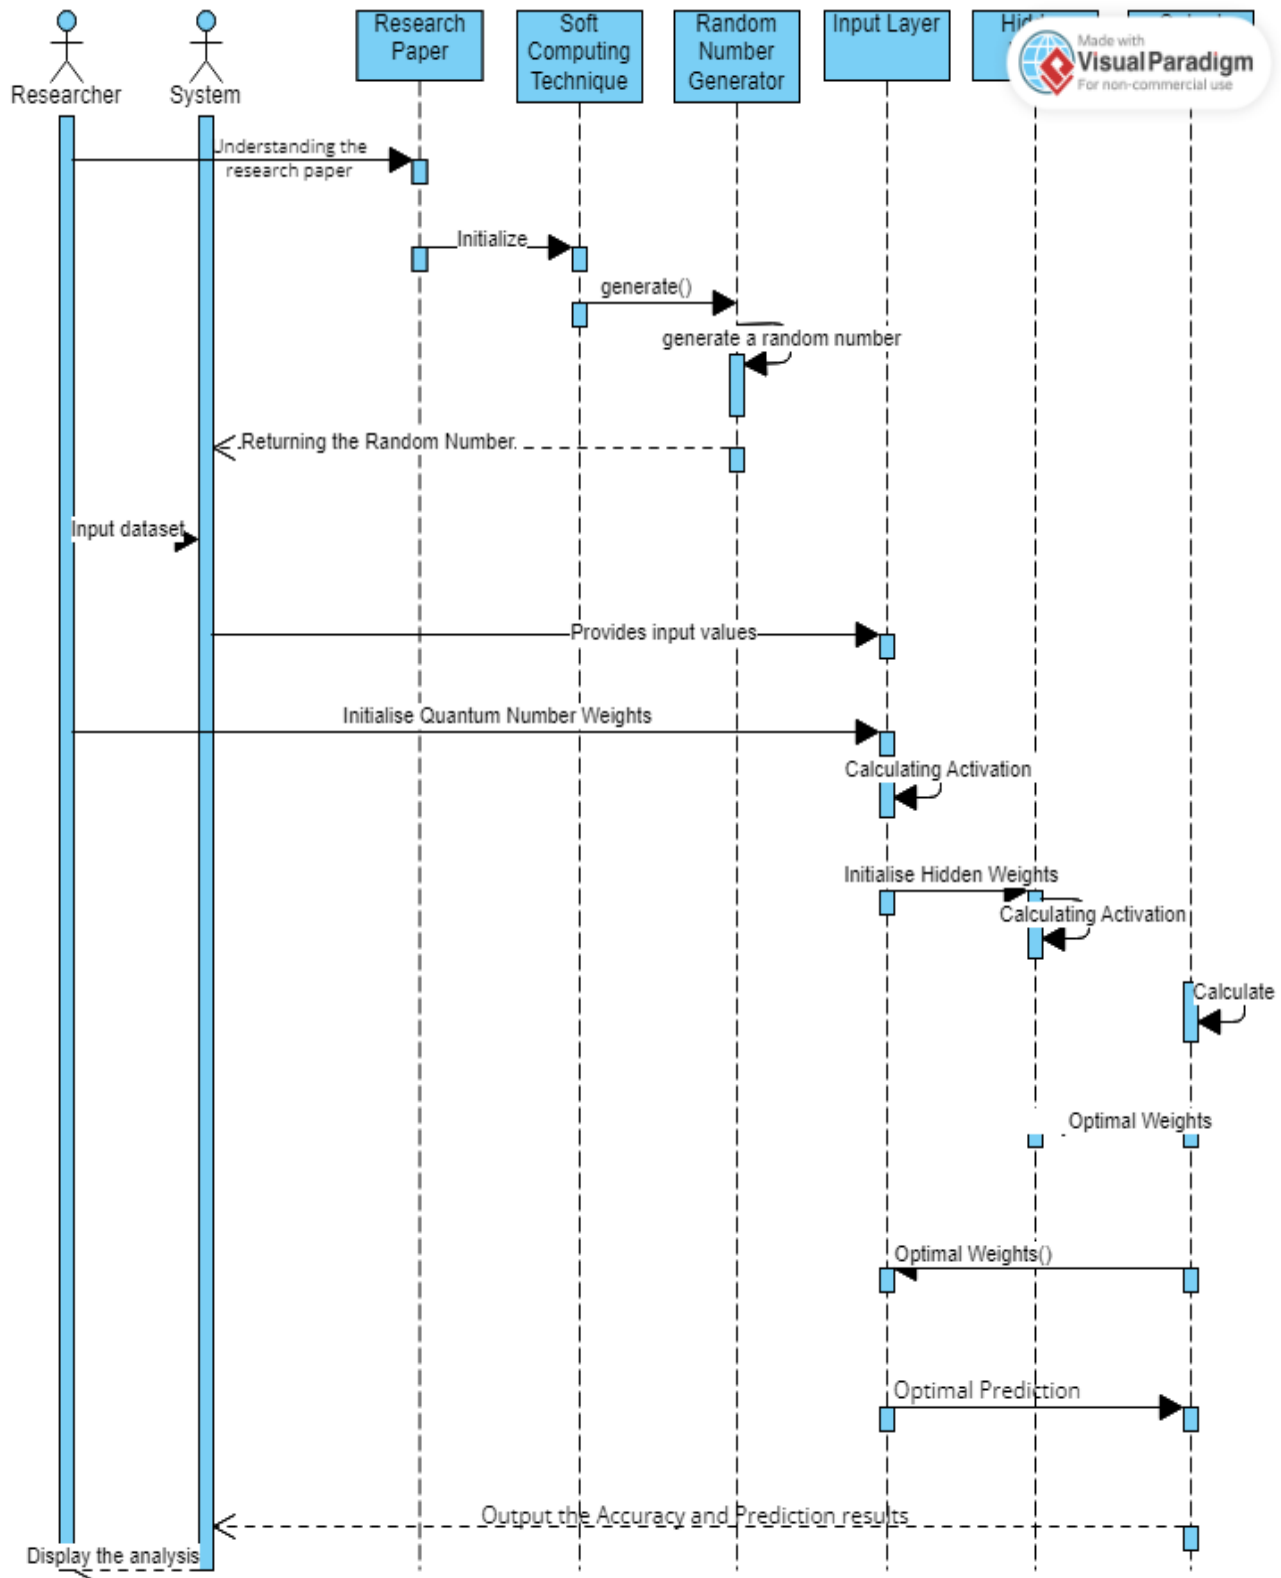 Research
Paper
Soft
Computing
Technique
Random
Number
Generator
Input Layer
Made with
Visual Paradigm
For non-commercial use
Researcher
System
Understanding the
research paper
Initialize
generate()
generate a random number
Returning the Random Number.
Input dataset
Provides input values
Initialise Quantum Number Weights
Calculating Activation
Initialise Hidden Weights
Calculating Activation
Calculate
Optimal Weights
Optimal Weights()
Optimal Prediction
Output the Accuracy and Prediction results
Display the analysis